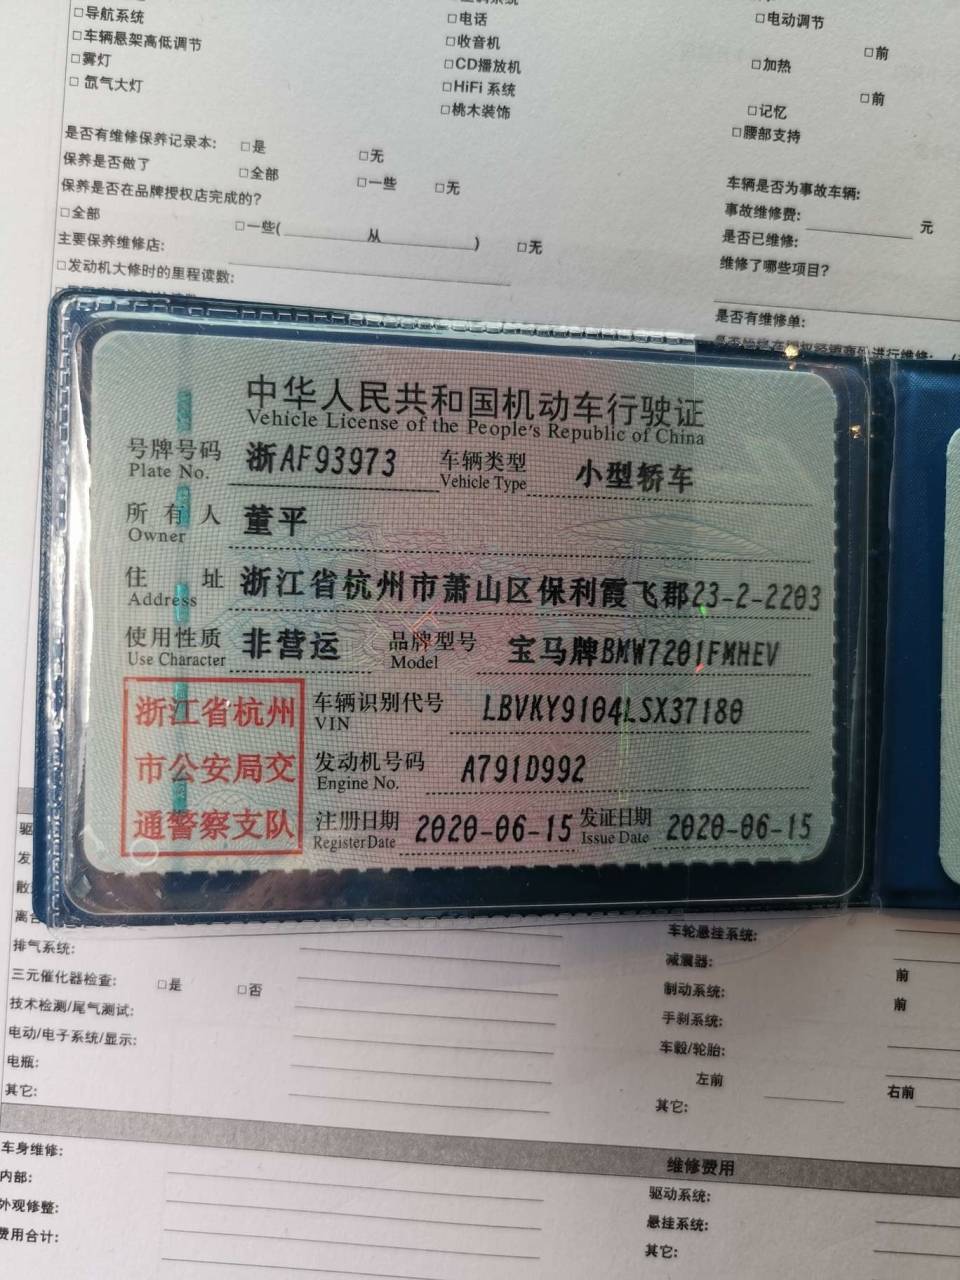 □导航系统
□电话
□电动调节
□车辆悬架高低调节
□收音机
□前
□雾灯
□CD播放机
□加热
□氙气大灯
□HiFi 系统
□前
□桃木装饰
□记忆
□腰部支持
是否有维修保养记录本: □是 □无
保养是否做了 □全部 □一些 □无
保养是否在品牌授权店完成的?
□全部 □一些( 从 ) □无
主要保养维修店:
□发动机大修时的里程读数:
车辆是否为事故车辆:
事故维修费: 元
是否已维修:
维修了哪些项目?
是否有维修单:
中华人民共和国机动车行驶证
Vehicle License of the People's Republic of China
号牌号码 浙AF93973 车辆类型 小型轿车
Plate No. Vehicle Type
所有人 董平
Owner
住址 浙江省杭州市萧山区保利霞飞郡23-2-2203
Address
使用性质 非营运 品牌型号 宝马牌BMW7201FMHEV
Use Character Model
浙江省杭州
市公安局交
通警察支队
车辆识别代号 LBVKY9104LSX37180
VIN
发动机号码 A791D992
Engine No.
注册日期 2020-06-15 发证日期 2020-06-15
Register Date Issue Date
排气系统:
三元催化器检查: □是 □否
技术检测/尾气测试:
电动/电子系统/显示:
电瓶:
其它:
车轮悬挂系统:
减震器: 前
制动系统: 前
手刹系统:
车毂/轮胎:
左前 右前
其它:
维修费用
车身维修:
内部:
外观修整:
费用合计:
驱动系统:
悬挂系统:
其它: